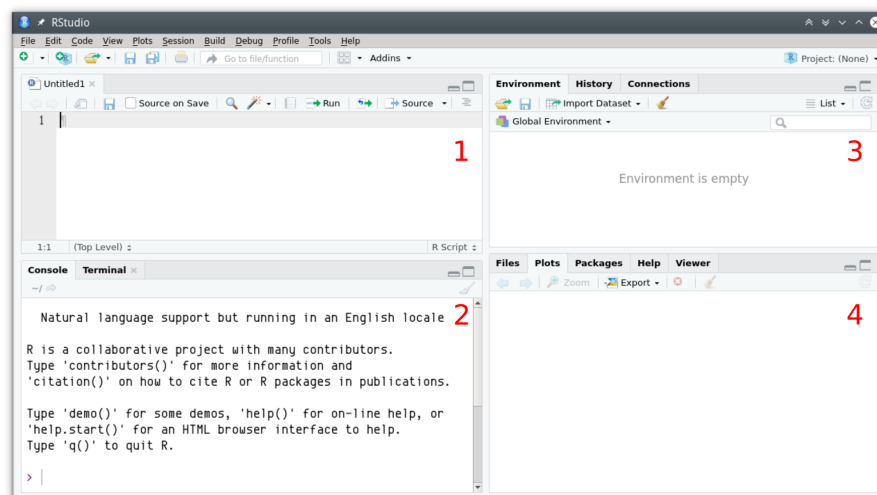 RStudio
File Edit Code View Plots Session Build Debug Profile Tools Help
Go to file/function Addins Project: (None)
Untitled1
Source on Save Run Source
1
1
1:1 (Top Level) R Script
Console Terminal
~/
2
Natural language support but running in an English locale
R is a collaborative project with many contributors.
Type 'contributors()' for more information and
'citation()' on how to cite R or R packages in publications.
Type 'demo()' for some demos, 'help()' for on-line help, or
'help.start()' for an HTML browser interface to help.
Type 'q()' to quit R.
>
Environment History Connections
Import Dataset List
Global Environment
3
Environment is empty
Files Plots Packages Help Viewer
Zoom Export
4